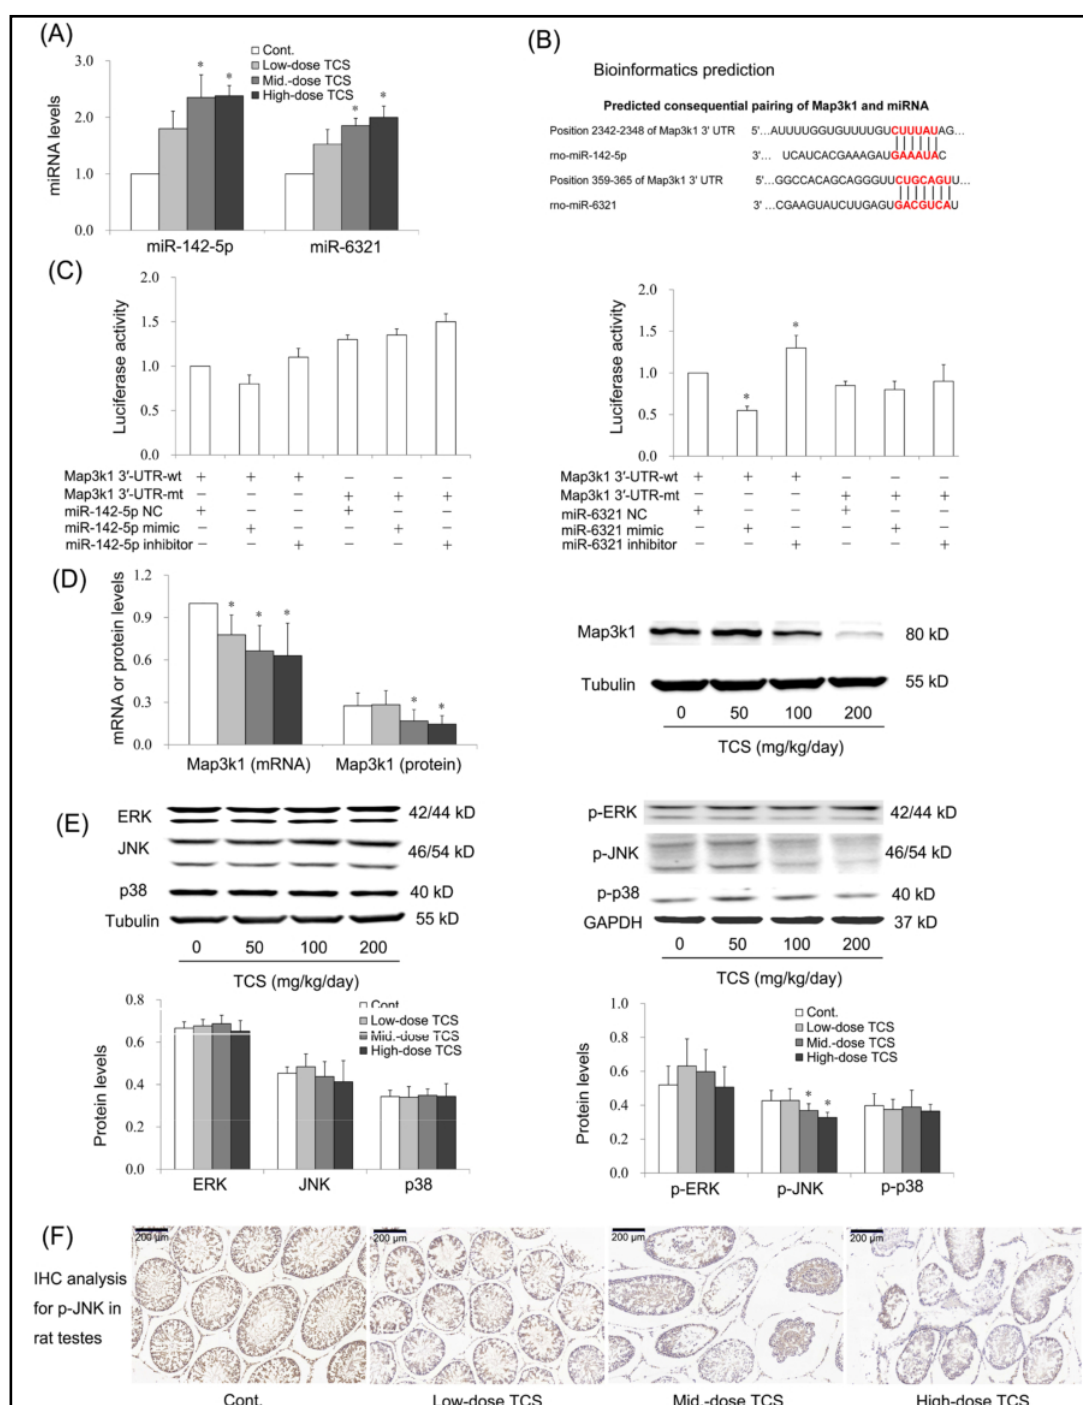 (A)
3.0
2.0
1.0
0.0
miRNA levels
Cont.
Low-dose TCS
Mid.-dose TCS
High-dose TCS
* *
* *
miR-142-5p miR-6321
(B)
Bioinformatics prediction
Predicted consequential pairing of Map3k1 and miRNA
Position 2342-2348 of Map3k1 3' UTR 5'...AUUUUGGUGUUUUGUCUUUAUAG...
rno-miR-142-5p 3'... UCAUCACGAAAGAUGAAAUAC
Position 359-365 of Map3k1 3' UTR 5'...GGCCACAGCAGGGUUCUGCAGUU...
rno-miR-6321 3' ...CGAAGUAUCUUGAGUGACGUCAU
(C)
2.0
1.5
1.0
0.5
0.0
Luciferase activity
Map3k1 3'-UTR-wt + + + − − −
Map3k1 3'-UTR-mt − − − + + +
miR-142-5p NC + − − + − −
miR-142-5p mimic − + − − + −
miR-142-5p inhibitor − − + − − +
2.0
1.5
1.0
0.5
0.0
Luciferase activity
* *
Map3k1 3'-UTR-wt + + + − − −
Map3k1 3'-UTR-mt − − − + + +
miR-6321 NC + − − + − −
miR-6321 mimic − + − − + −
miR-6321 inhibitor − − + − − +
(D)
1.2
0.9
0.6
0.3
0.0
mRNA or protein levels
* * *
* *
Map3k1 (mRNA) Map3k1 (protein)
Map3k1 80 kD
Tubulin 55 kD
0 50 100 200
TCS (mg/kg/day)
(E)
ERK 42/44 kD
JNK 46/54 kD
p38 40 kD
Tubulin 55 kD
0 50 100 200
TCS (mg/kg/day)
p-ERK 42/44 kD
p-JNK 46/54 kD
p-p38 40 kD
GAPDH 37 kD
0 50 100 200
TCS (mg/kg/day)
0.8
0.6
0.4
0.2
0.0
Protein levels
Cont.
Low-dose TCS
Mid.-dose TCS
High-dose TCS
ERK JNK p38
1.0
0.8
0.6
0.4
0.2
0.0
Protein levels
Cont.
Low-dose TCS
Mid.-dose TCS
High-dose TCS
* *
p-ERK p-JNK p-p38
(F)
IHC analysis
for p-JNK in
rat testes
200 μm 200 μm 200 μm 200 μm
Cont. Low-dose TCS Mid.-dose TCS High-dose TCS